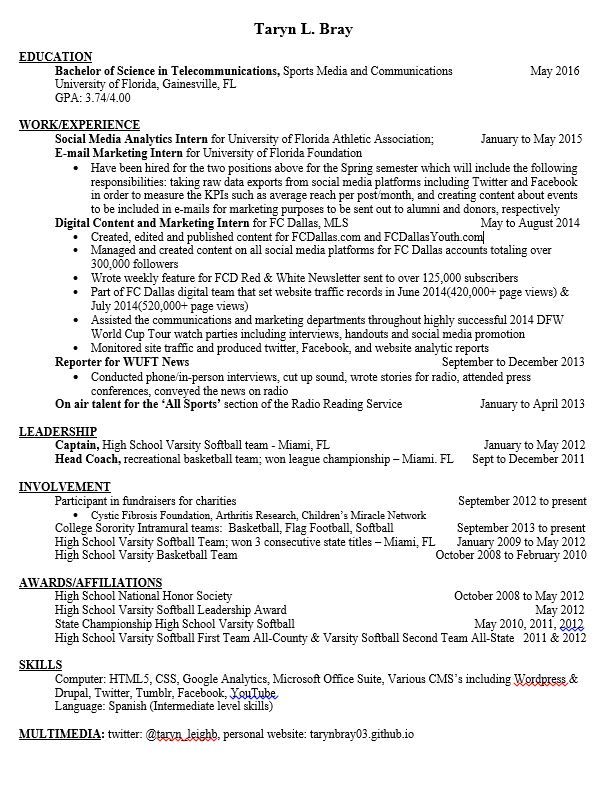 Taryn L. Bray
EDUCATION
Bachelor of Science in Telecommunications, Sports Media and Communications May 2016
University of Florida, Gainesville, FL
GPA: 3.74/4.00
WORK/EXPERIENCE
Social Media Analytics Intern for University of Florida Athletic Association; January to May 2015
E-mail Marketing Intern for University of Florida Foundation
• Have been hired for the two positions above for the Spring semester which will include the following
responsibilities: taking raw data exports from social media platforms including Twitter and Facebook
in order to measure the KPIs such as average reach per post/month, and creating content about events
to be included in e-mails for marketing purposes to be sent out to alumni and donors, respectively
Digital Content and Marketing Intern for FC Dallas, MLS May to August 2014
• Created, edited and published content for FCDallas.com and FCDallasYouth.com
• Managed and created content on all social media platforms for FC Dallas accounts totaling over
300,000 followers
• Wrote weekly feature for FCD Red & White Newsletter sent to over 125,000 subscribers
• Part of FC Dallas digital team that set website traffic records in June 2014(420,000+ page views) &
July 2014(520,000+ page views)
• Assisted the communications and marketing departments throughout highly successful 2014 DFW
World Cup Tour watch parties including interviews, handouts and social media promotion
• Monitored site traffic and produced twitter, Facebook, and website analytic reports
Reporter for WUFT News September to December 2013
• Conducted phone/in-person interviews, cut up sound, wrote stories for radio, attended press
conferences, conveyed the news on radio
On air talent for the ‘All Sports’ section of the Radio Reading Service January to April 2013
LEADERSHIP
Captain, High School Varsity Softball team - Miami, FL January to May 2012
Head Coach, recreational basketball team; won league championship – Miami. FL Sept to December 2011
INVOLVEMENT
Participant in fundraisers for charities September 2012 to present
• Cystic Fibrosis Foundation, Arthritis Research, Children’s Miracle Network
College Sorority Intramural teams: Basketball, Flag Football, Softball September 2013 to present
High School Varsity Softball Team; won 3 consecutive state titles – Miami, FL January 2009 to May 2012
High School Varsity Basketball Team October 2008 to February 2010
AWARDS/AFFILIATIONS
High School National Honor Society October 2008 to May 2012
High School Varsity Softball Leadership Award May 2012
State Championship High School Varsity Softball May 2010, 2011, 2012
High School Varsity Softball First Team All-County & Varsity Softball Second Team All-State 2011 & 2012
SKILLS
Computer: HTML5, CSS, Google Analytics, Microsoft Office Suite, Various CMS’s including Wordpress &
Drupal, Twitter, Tumblr, Facebook, YouTube
Language: Spanish (Intermediate level skills)
MULTIMEDIA: twitter: @taryn_leighb, personal website: tarynbray03.github.io